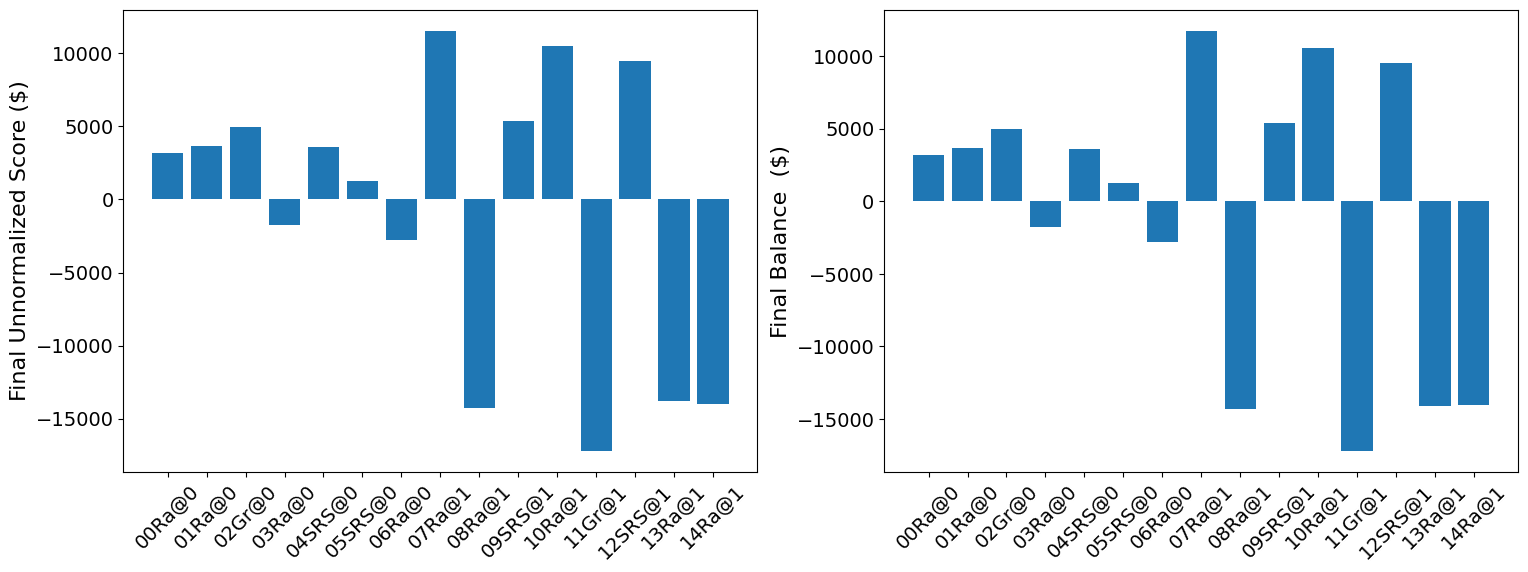 Final Unnormalized Score ($)
10000
5000
0
−5000
−10000
−15000
00Ra@0
01Ra@0
02Gr@0
03Ra@0
04SRS@0
05SRS@0
06Ra@0
07Ra@1
08Ra@1
09SRS@1
10Ra@1
11Gr@1
12SRS@1
13Ra@1
14Ra@1
Final Balance  ($)
10000
5000
0
−5000
−10000
−15000
00Ra@0
01Ra@0
02Gr@0
03Ra@0
04SRS@0
05SRS@0
06Ra@0
07Ra@1
08Ra@1
09SRS@1
10Ra@1
11Gr@1
12SRS@1
13Ra@1
14Ra@1